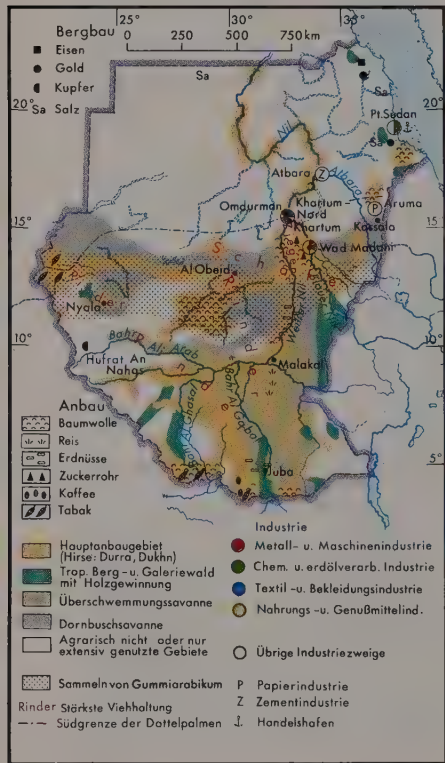 Bergbau
Eisen
Gold
Kupfer
Sa Salz
25° 30° 35°
0 250 500 750 km
Sa
20° 20°
Sa
Pt.Sudan
Sa
Nil
Atbara
Z
Atbara
Omdurman
Khartum-
Nord
Khartum
P
Aruma
Kassala
15° 15°
Wad Madani
Al Obeid
Nyala
10° 10°
Bahr Al-Arab
Weißer Nil
Hufrat An
Nahas
Malakal
5° 5°
Juba
Anbau
Baumwolle
Reis
Erdnüsse
Zuckerrohr
Kaffee
Tabak
Hauptanbaugebiet
(Hirse: Durra, Dukhn)
Trop. Berg- u. Galeriewald
mit Holzgewinnung
Überschwemmungssavanne
Dornbuschsavanne
Agrarisch nicht oder nur
extensiv genutzte Gebiete
Sammeln von Gummiarabikum
Rinder Stärkste Viehhaltung
Südgrenze der Dattelpalmen
Industrie
Metall- u. Maschinenindustrie
Chem. u. erdölverarb. Industrie
Textil- u. Bekleidungsindustrie
Nahrungs- u. Genußmittelind.
Übrige Industriezweige
P Papierindustrie
Z Zementindustrie
Handelshafen